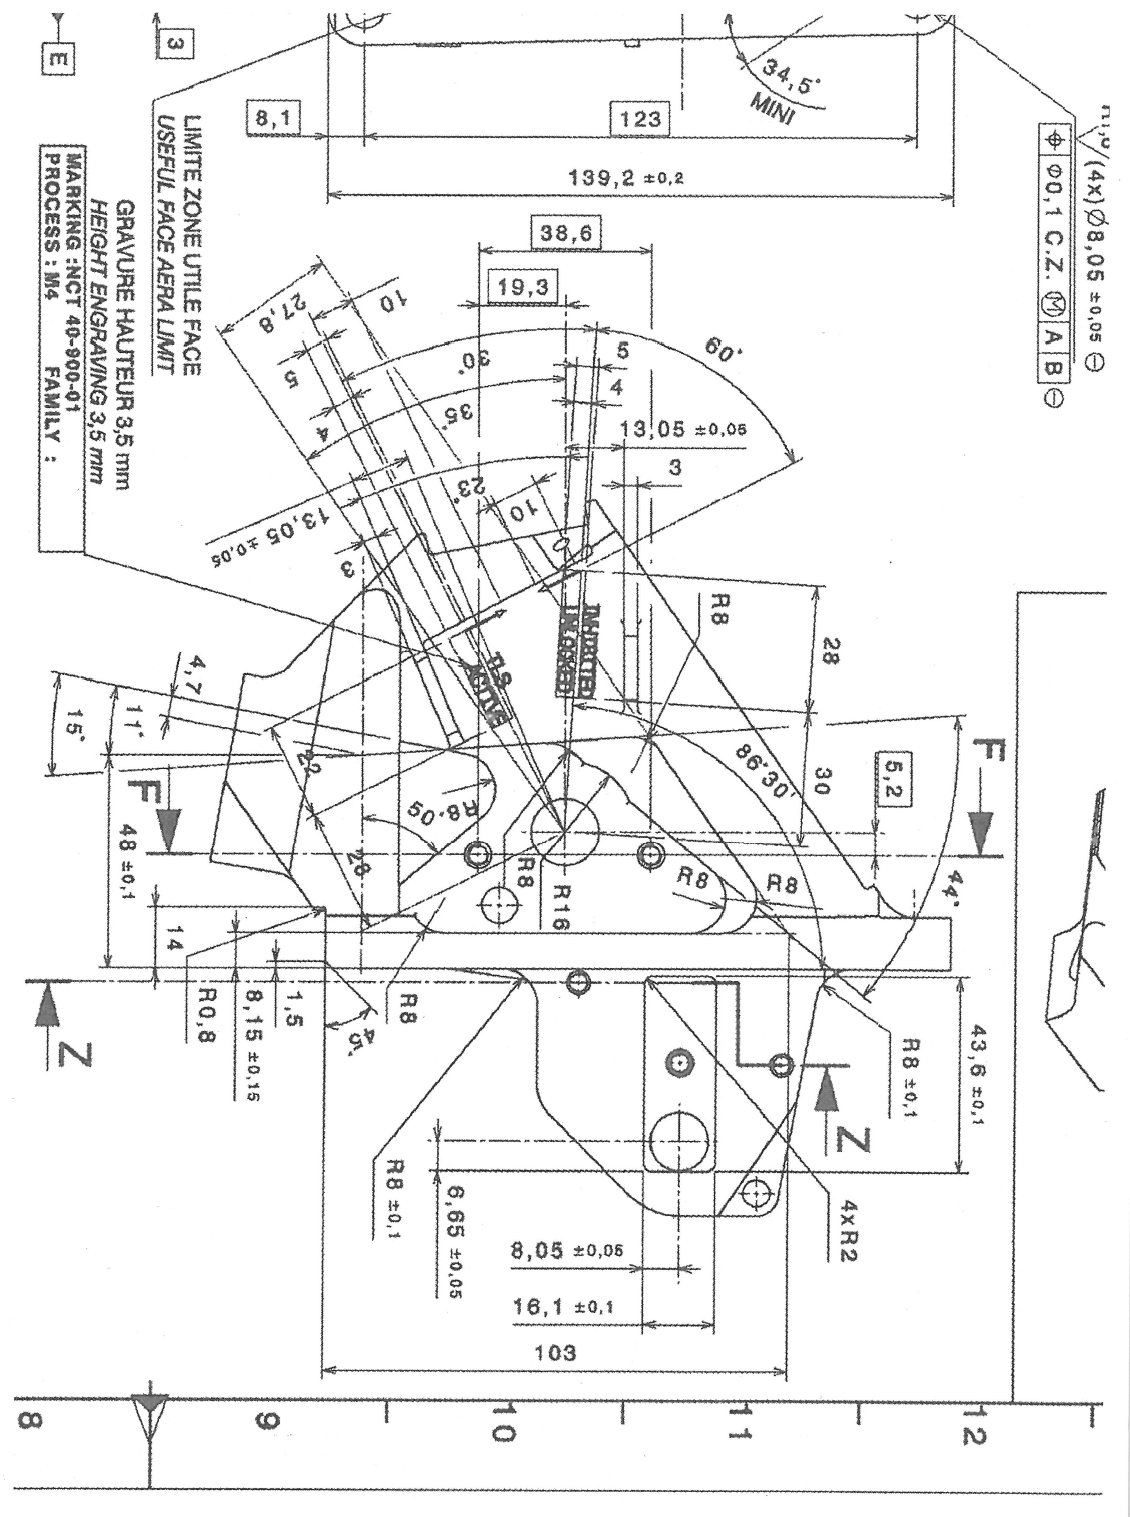 3
E
34,5°
MINI
8,1
123
139,2 ±0,2
(4x) Ø8,05 ±0,05 ⊖
⌖ Ø0,1 C.Z. Ⓜ A B ⊖
LIMITE ZONE UTILE FACE
USEFUL FACE AERA LIMIT
GRAVURE HAUTEUR 3,5 mm
HEIGHT ENGRAVING 3,5 mm
MARKING :NCT 40-900-01
PROCESS : M4 FAMILY :
38,6
19,3
27,8
10
5
4
30°
35°
23°
5
4
60°
13,05 ±0,05
3
13,05 ±0,05
3
10
R8
28
30
86°30'
5,2
F
44°
4,7
11°
15°
22
28
F
48 ±0,1
50°
R8
R8
R16
R8
R8
14
R0,8
8,15 ±0,15
1,5
45°
R8
Z
R8 ±0,1
43,6 ±0,1
Z
R8 ±0,1
6,65 ±0,05
4xR2
8,05 ±0,05
16,1 ±0,1
103
8
9
10
11
12